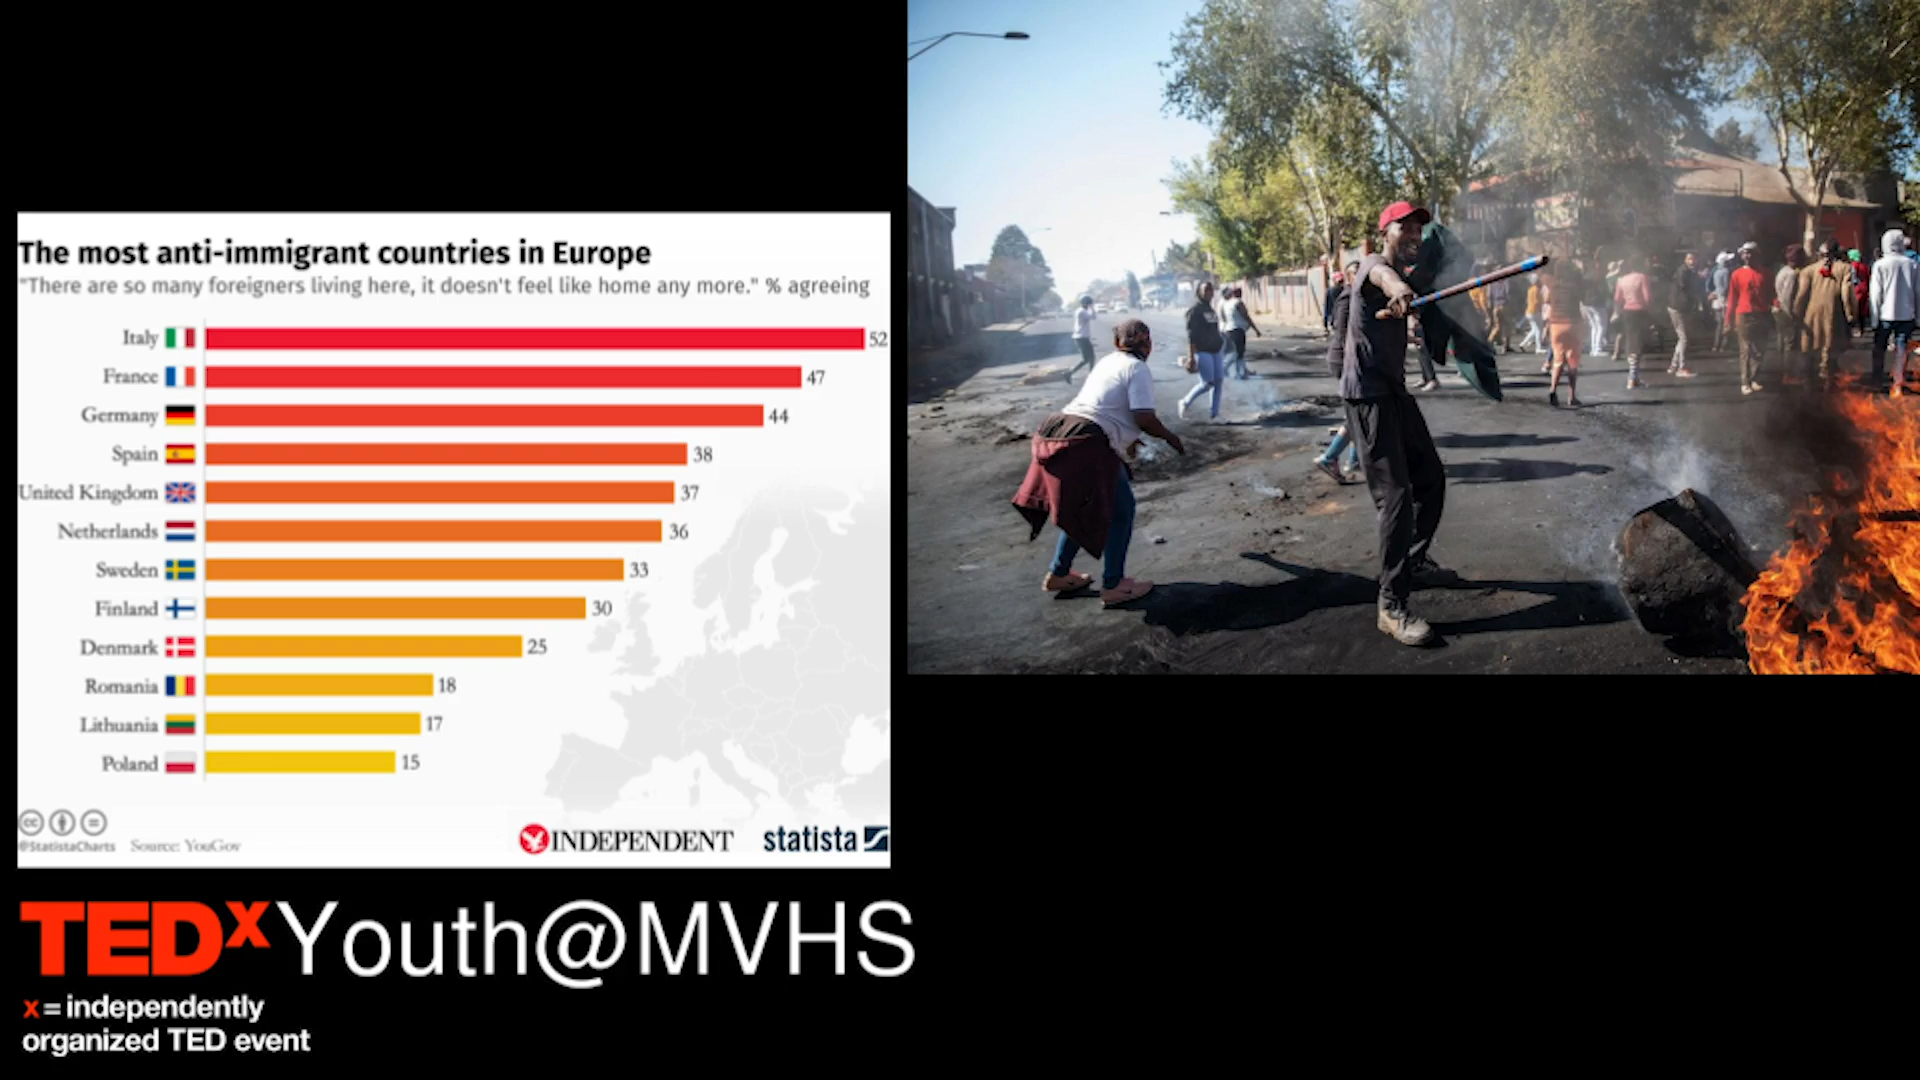 The most anti-immigrant countries in Europe
"There are so many foreigners living here, it doesn't feel like home any more." % agreeing
Italy 52
France 47
Germany 44
Spain 38
United Kingdom 37
Netherlands 36
Sweden 33
Finland 30
Denmark 25
Romania 18
Lithuania 17
Poland 15
cc =
@StatistaCharts Source: YouGov
INDEPENDENT statista
TEDxYouth@MVHS
x = independently
organized TED event